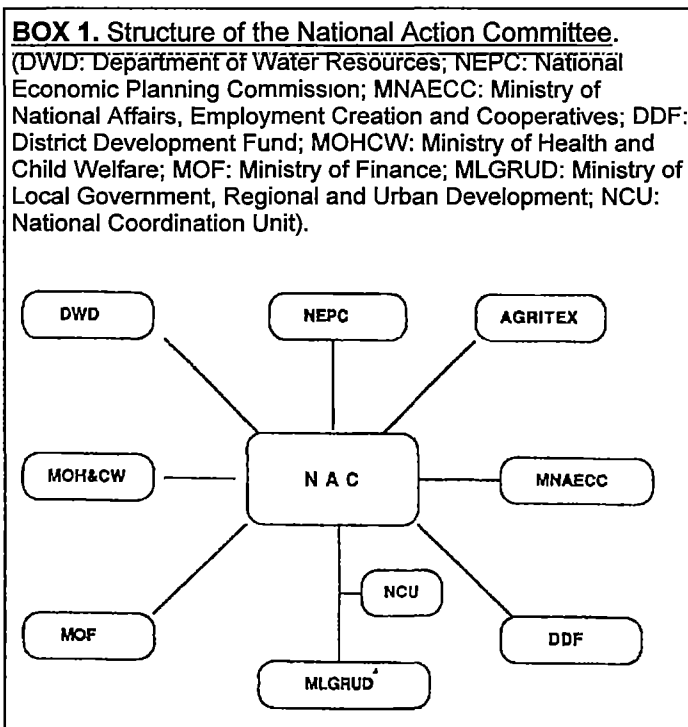 BOX 1. Structure of the National Action Committee.
(DWD: Department of Water Resources; NEPC: National
Economic Planning Commission; MNAECC: Ministry of
National Affairs, Employment Creation and Cooperatives; DDF:
District Development Fund; MOHCW: Ministry of Health and
Child Welfare; MOF: Ministry of Finance; MLGRUD: Ministry of
Local Government, Regional and Urban Development; NCU:
National Coordination Unit).
DWD
NEPC
AGRITEX
MOH&CW
N A C
MNAECC
NCU
MOF
DDF
MLGRUD